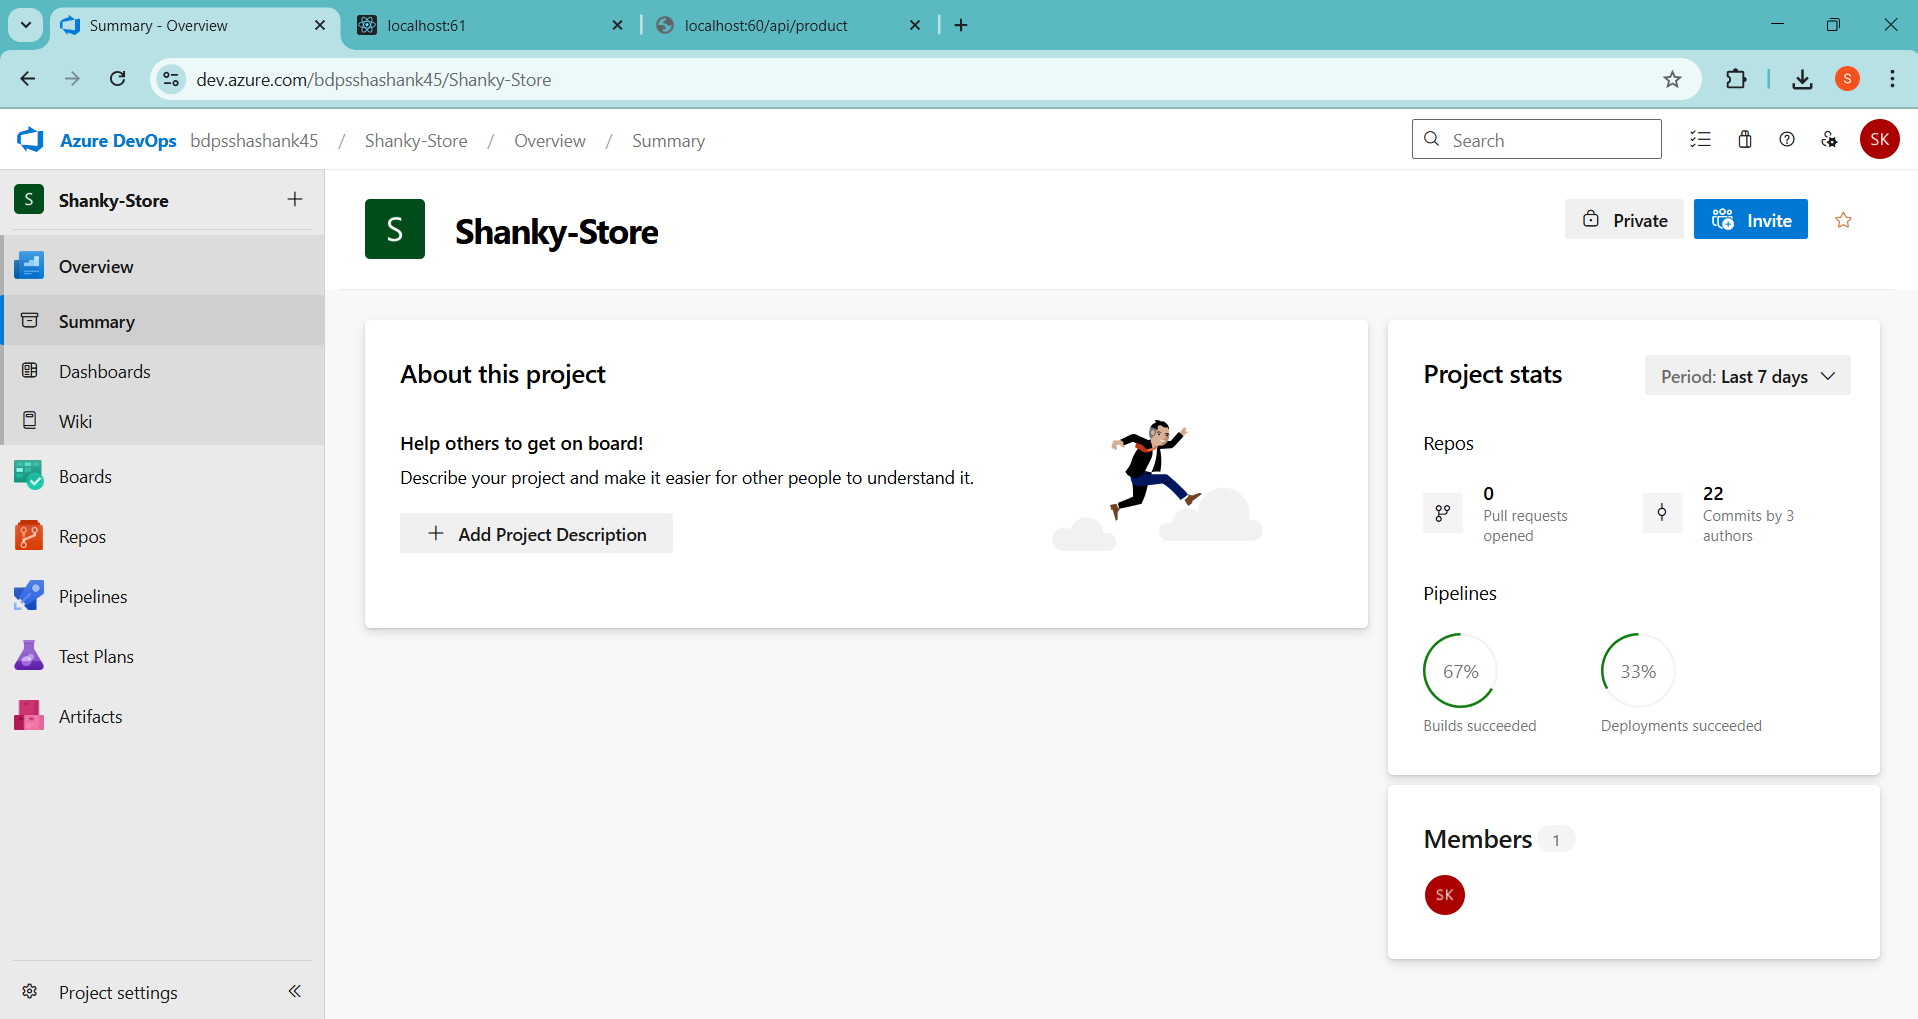 Summary - Overview
localhost:61
localhost:60/api/product
dev.azure.com/bdpsshashank45/Shanky-Store
S
Azure DevOps bdpsshashank45 / Shanky-Store / Overview / Summary
Search
SK
S Shanky-Store
Overview
Summary
Dashboards
Wiki
Boards
Repos
Pipelines
Test Plans
Artifacts
Project settings
S Shanky-Store
Private
Invite
About this project
Help others to get on board!
Describe your project and make it easier for other people to understand it.
Add Project Description
Project stats
Period: Last 7 days
Repos
0
Pull requests
opened
22
Commits by 3
authors
Pipelines
67%
Builds succeeded
33%
Deployments succeeded
Members 1
SK